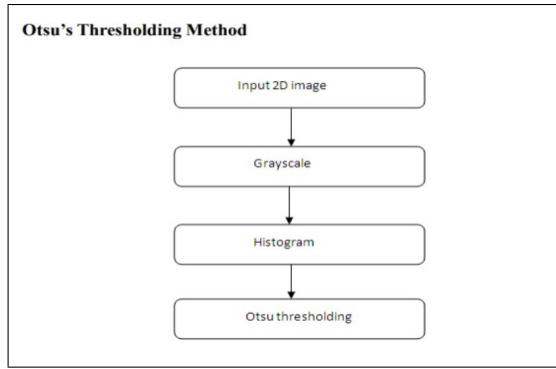 Otsu's Thresholding Method
Input 2D image
Grayscale
Histogram
Otsu thresholding